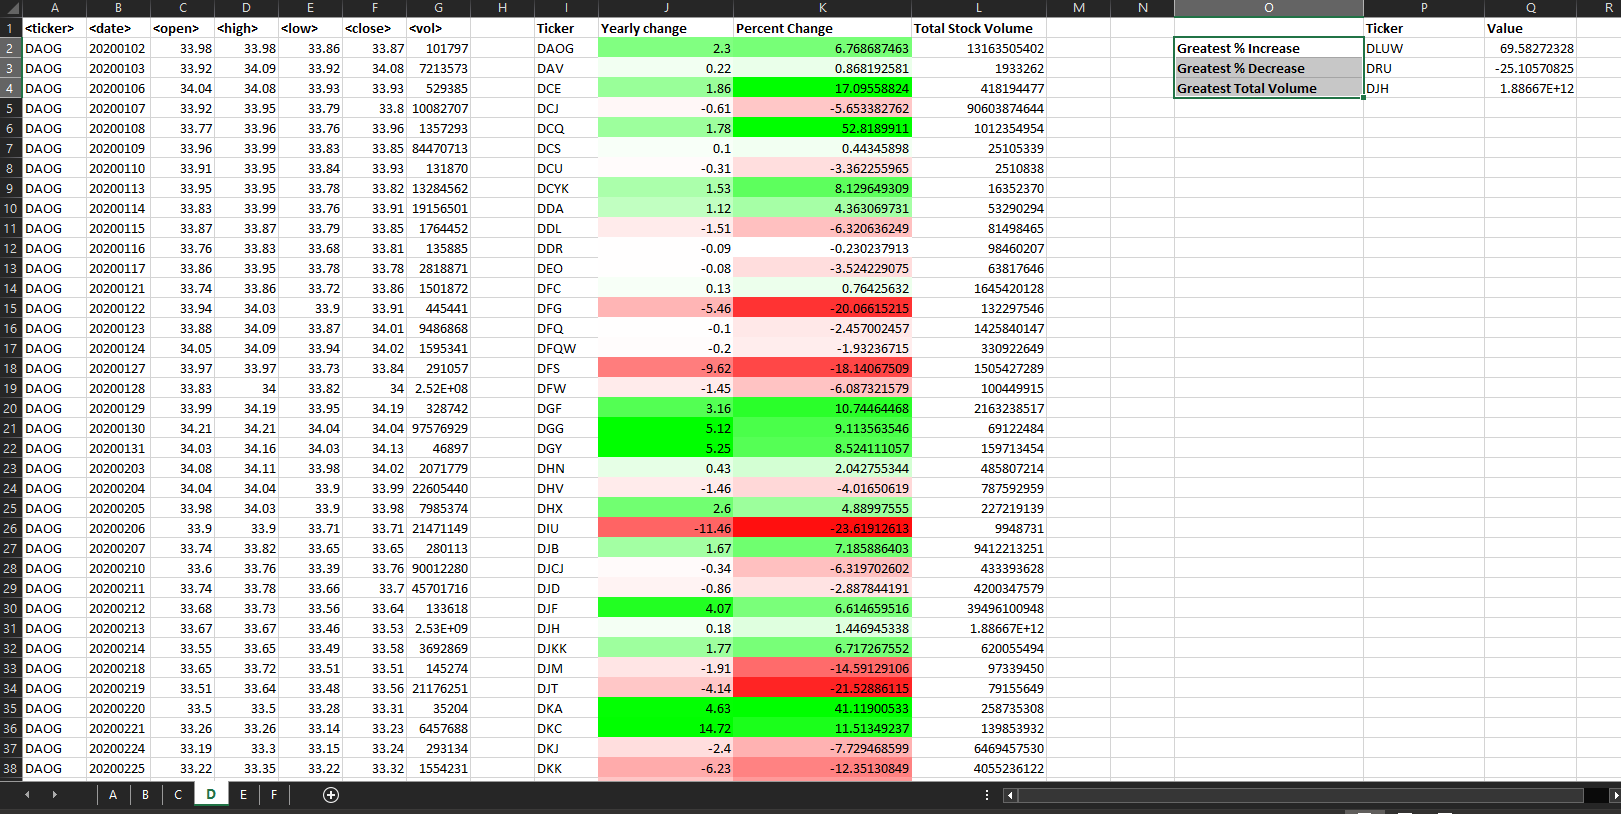 A B C D E F G H I J K L M N O P Q R
1 <ticker> <date> <open> <high> <low> <close> <vol> Ticker Yearly change Percent Change Total Stock Volume Ticker Value
2 DAOG 20200102 33.98 33.98 33.86 33.87 101797 DAOG 2.3 6.768687463 13163505402 Greatest % Increase DLUW 69.58272328
3 DAOG 20200103 33.92 34.09 33.92 34.08 7213573 DAV 0.22 0.868192581 1933262 Greatest % Decrease DRU -25.10570825
4 DAOG 20200106 34.04 34.08 33.93 33.93 529385 DCE 1.86 17.09558824 418194477 Greatest Total Volume DJH 1.88667E+12
5 DAOG 20200107 33.92 33.95 33.79 33.8 10082707 DCJ -0.61 -5.653382762 90603874644
6 DAOG 20200108 33.77 33.96 33.76 33.96 1357293 DCQ 1.78 52.8189911 1012354954
7 DAOG 20200109 33.96 33.99 33.83 33.85 84470713 DCS 0.1 0.44345898 25105339
8 DAOG 20200110 33.91 33.95 33.84 33.93 131870 DCU -0.31 -3.362255965 2510838
9 DAOG 20200113 33.95 33.95 33.78 33.82 13284562 DCYK 1.53 8.129649309 16352370
10 DAOG 20200114 33.83 33.99 33.76 33.91 19156501 DDA 1.12 4.363069731 53290294
11 DAOG 20200115 33.87 33.87 33.79 33.85 1764452 DDL -1.51 -6.320636249 81498465
12 DAOG 20200116 33.76 33.83 33.68 33.81 135885 DDR -0.09 -0.230237913 98460207
13 DAOG 20200117 33.86 33.95 33.78 33.78 2818871 DEO -0.08 -3.524229075 63817646
14 DAOG 20200121 33.74 33.86 33.72 33.86 1501872 DFC 0.13 0.76425632 1645420128
15 DAOG 20200122 33.94 34.03 33.9 33.91 445441 DFG -5.46 -20.06615215 132297546
16 DAOG 20200123 33.88 34.09 33.87 34.01 9486868 DFQ -0.1 -2.457002457 1425840147
17 DAOG 20200124 34.05 34.09 33.94 34.02 1595341 DFQW -0.2 -1.93236715 330922649
18 DAOG 20200127 33.97 33.97 33.73 33.84 291057 DFS -9.62 -18.14067509 1505427289
19 DAOG 20200128 33.83 34 33.82 34 2.52E+08 DFW -1.45 -6.087321579 100449915
20 DAOG 20200129 33.99 34.19 33.95 34.19 328742 DGF 3.16 10.74464468 2163238517
21 DAOG 20200130 34.21 34.21 34.04 34.04 97576929 DGG 5.12 9.113563546 69122484
22 DAOG 20200131 34.03 34.16 34.03 34.13 46897 DGY 5.25 8.524111057 159713454
23 DAOG 20200203 34.08 34.11 33.98 34.02 2071779 DHN 0.43 2.042755344 485807214
24 DAOG 20200204 34.04 34.04 33.9 33.99 22605440 DHV -1.46 -4.01650619 787592959
25 DAOG 20200205 33.98 34.03 33.9 33.98 7985374 DHX 2.6 4.88997555 227219139
26 DAOG 20200206 33.9 33.9 33.71 33.71 21471149 DIU -11.46 -23.61912613 9948731
27 DAOG 20200207 33.74 33.82 33.65 33.65 280113 DJB 1.67 7.185886403 9412213251
28 DAOG 20200210 33.6 33.76 33.39 33.76 90012280 DJCJ -0.34 -6.319702602 433393628
29 DAOG 20200211 33.74 33.78 33.66 33.7 45701716 DJD -0.86 -2.887844191 4200347579
30 DAOG 20200212 33.68 33.73 33.56 33.64 133618 DJF 4.07 6.614659516 39496100948
31 DAOG 20200213 33.67 33.67 33.46 33.53 2.53E+09 DJH 0.18 1.446945338 1.88667E+12
32 DAOG 20200214 33.55 33.65 33.49 33.58 3692869 DJKK 1.77 6.717267552 620055494
33 DAOG 20200218 33.65 33.72 33.51 33.51 145274 DJM -1.91 -14.59129106 97339450
34 DAOG 20200219 33.51 33.64 33.48 33.56 21176251 DJT -4.14 -21.52886115 79155649
35 DAOG 20200220 33.5 33.5 33.28 33.31 35204 DKA 4.63 41.11900533 258735308
36 DAOG 20200221 33.26 33.26 33.14 33.23 6457688 DKC 14.72 11.51349237 139853932
37 DAOG 20200224 33.19 33.3 33.15 33.24 293134 DKJ -2.4 -7.729468599 6469457530
38 DAOG 20200225 33.22 33.35 33.22 33.32 1554231 DKK -6.23 -12.35130849 4055236122
A B C D E F